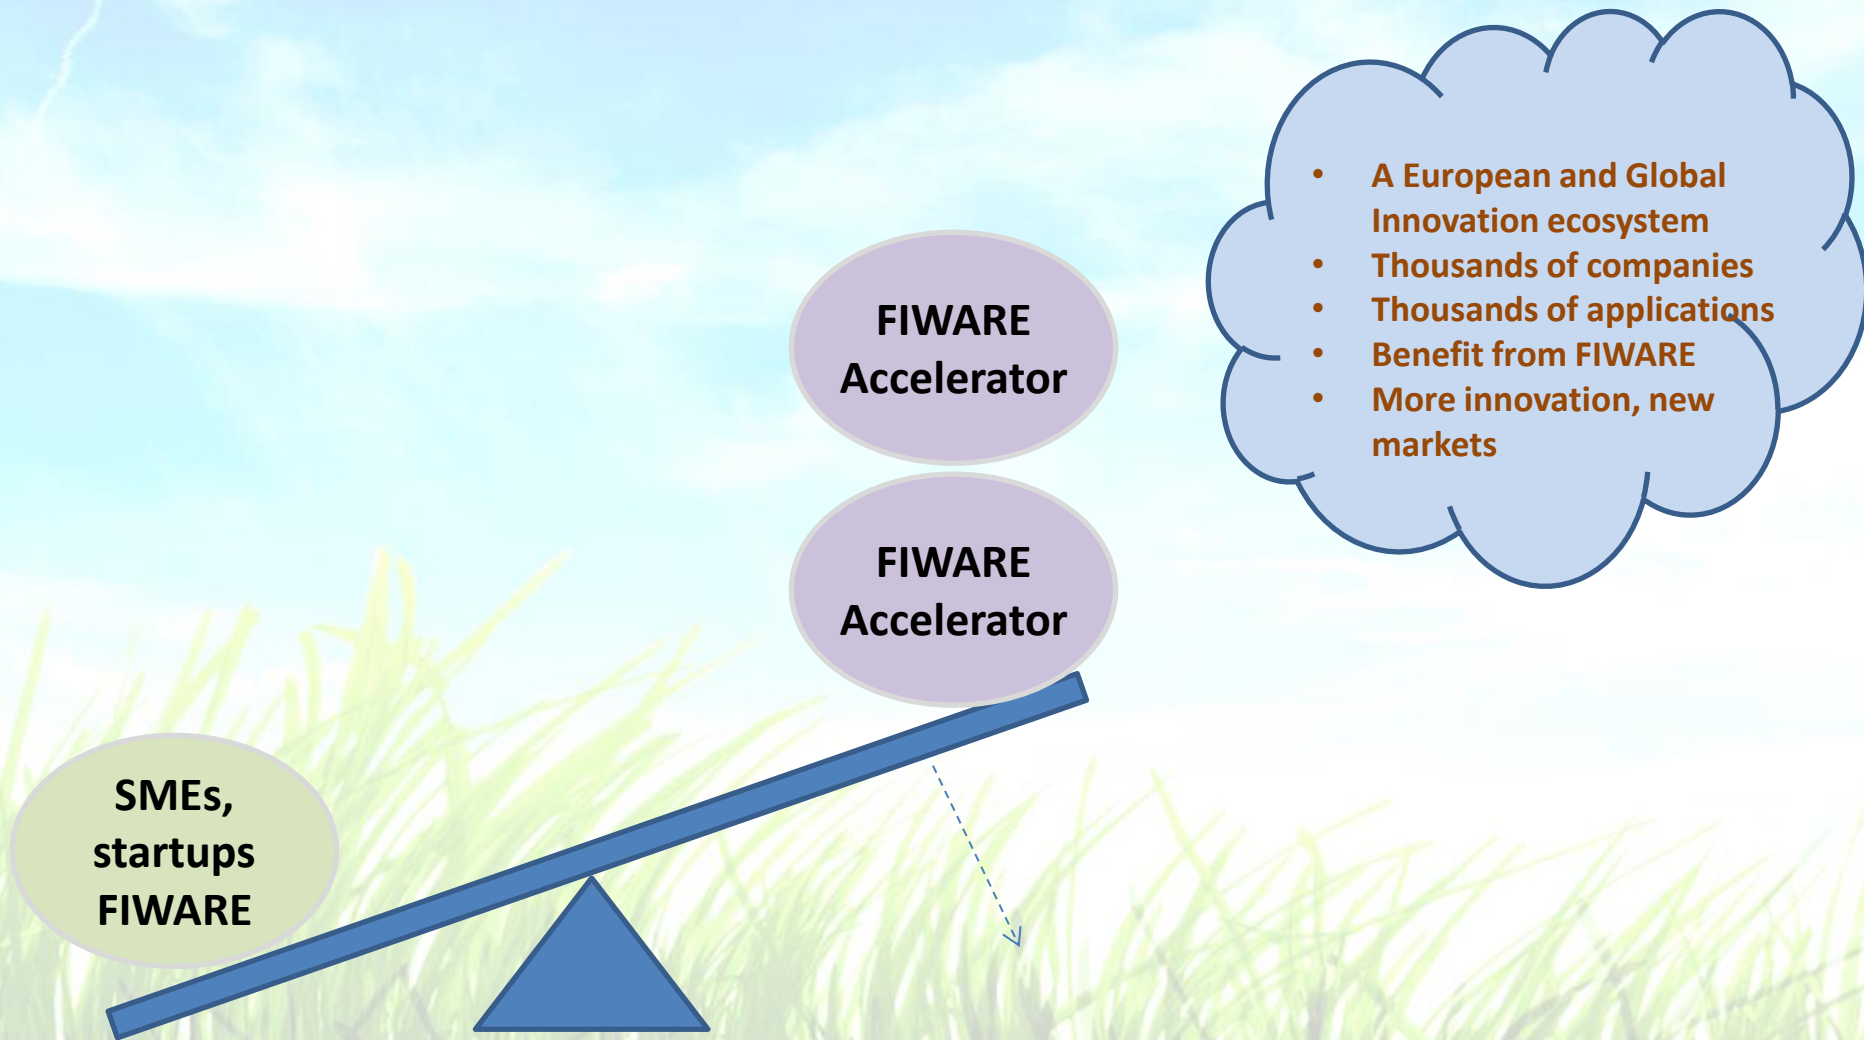 FIWARE
Accelerator
FIWARE
Accelerator
SMEs,
startups
FIWARE
• A European and Global
Innovation ecosystem
• Thousands of companies
• Thousands of applications
• Benefit from FIWARE
• More innovation, new
markets